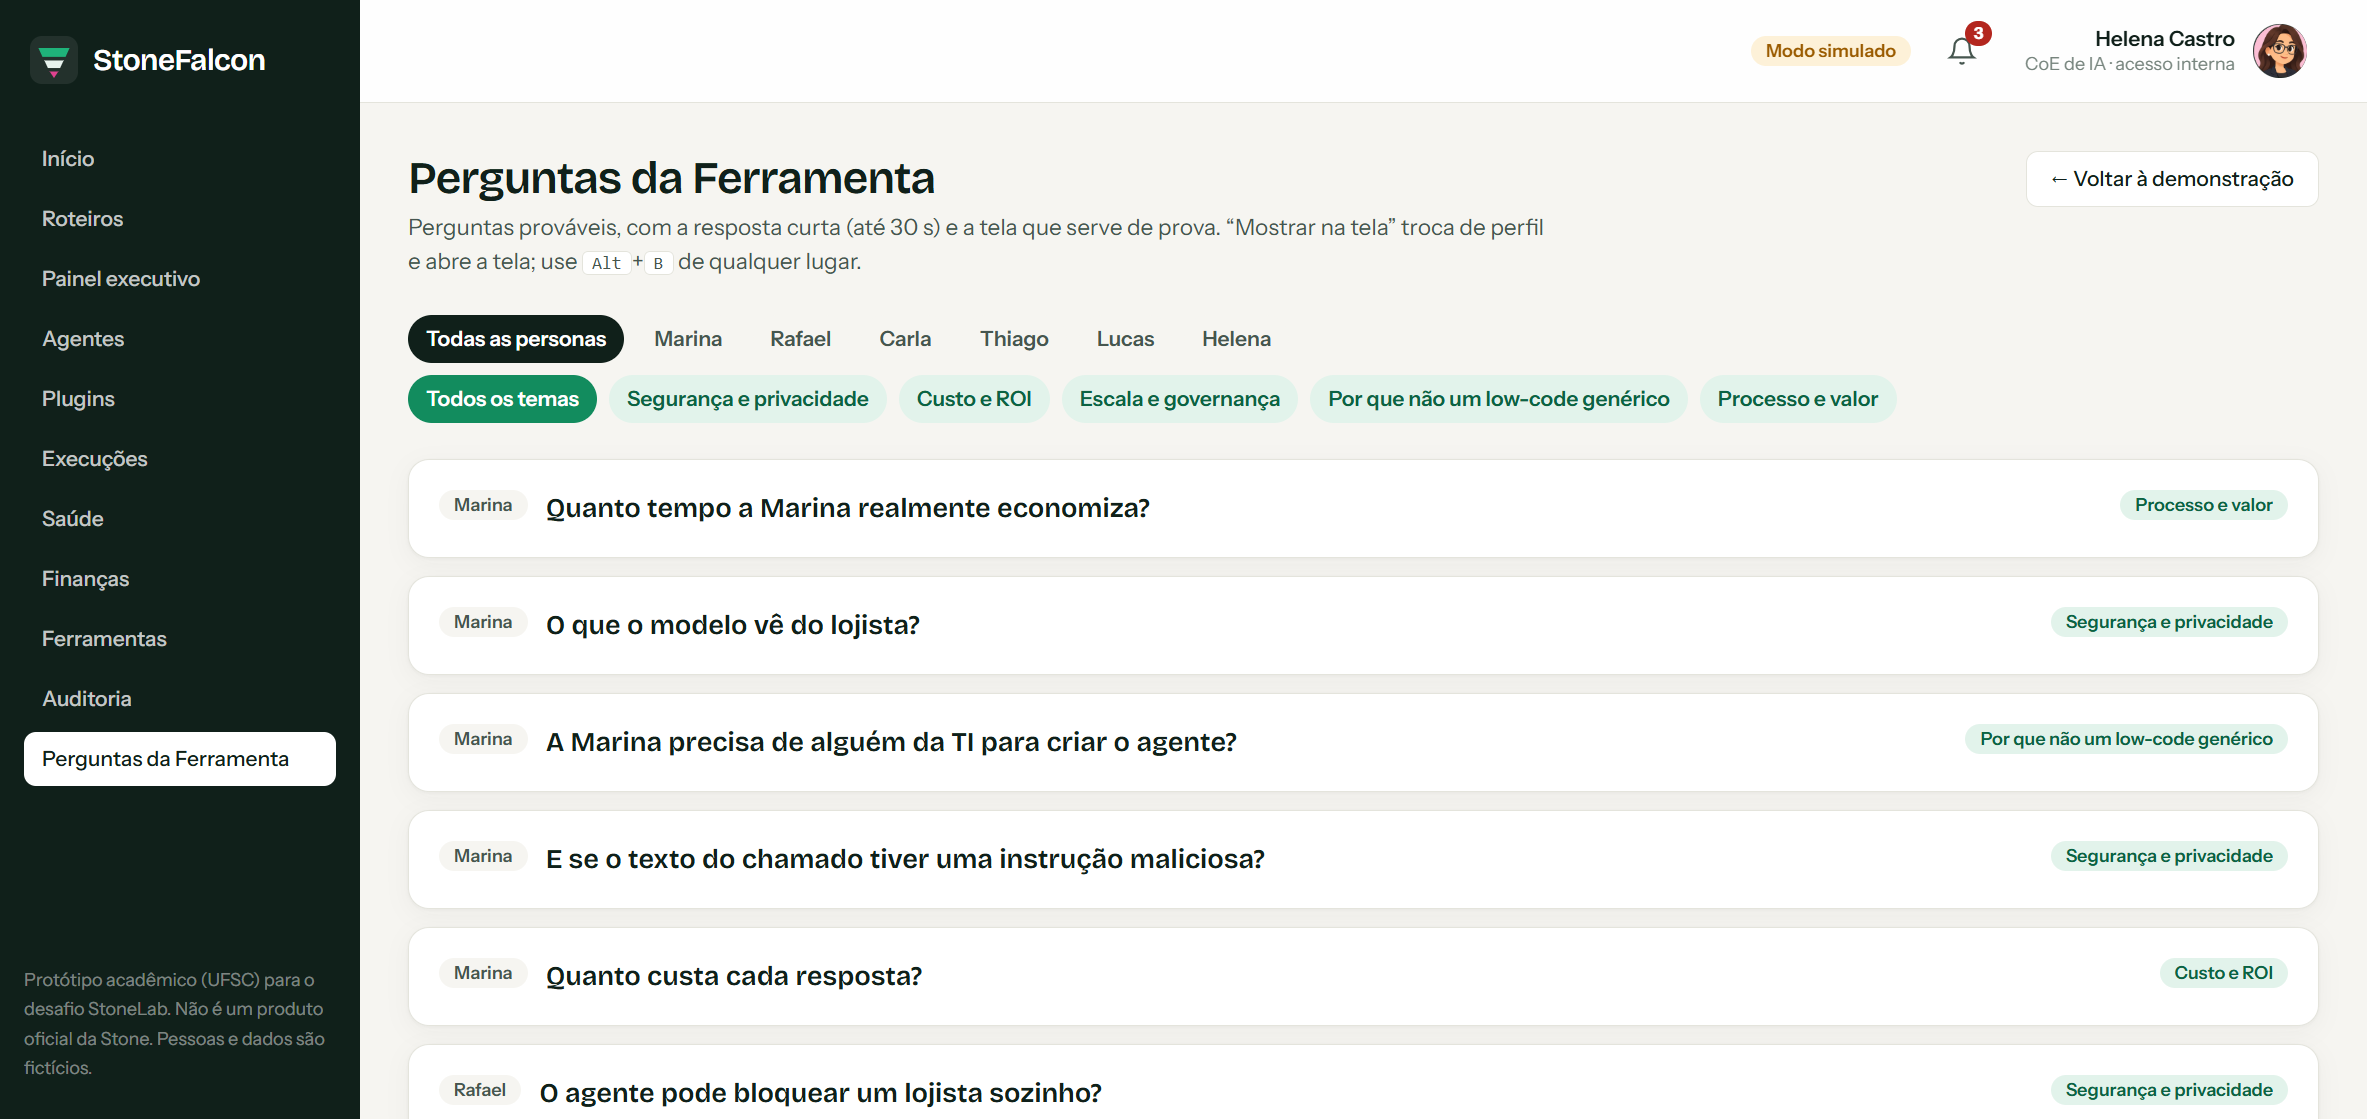 StoneFalcon
Início
Roteiros
Painel executivo
Agentes
Plugins
Execuções
Saúde
Finanças
Ferramentas
Auditoria
Perguntas da Ferramenta
Protótipo acadêmico (UFSC) para o
desafio StoneLab. Não é um produto
oficial da Stone. Pessoas e dados são
fictícios.
Modo simulado
3
Helena Castro
CoE de IA · acesso interna
Perguntas da Ferramenta
← Voltar à demonstração
Perguntas prováveis, com a resposta curta (até 30 s) e a tela que serve de prova. “Mostrar na tela” troca de perfil
e abre a tela; use Alt + B de qualquer lugar.
Todas as personas Marina Rafael Carla Thiago Lucas Helena
Todos os temas Segurança e privacidade Custo e ROI Escala e governança Por que não um low-code genérico Processo e valor
Marina Quanto tempo a Marina realmente economiza? Processo e valor
Marina O que o modelo vê do lojista? Segurança e privacidade
Marina A Marina precisa de alguém da TI para criar o agente? Por que não um low-code genérico
Marina E se o texto do chamado tiver uma instrução maliciosa? Segurança e privacidade
Marina Quanto custa cada resposta? Custo e ROI
Rafael O agente pode bloquear um lojista sozinho? Segurança e privacidade